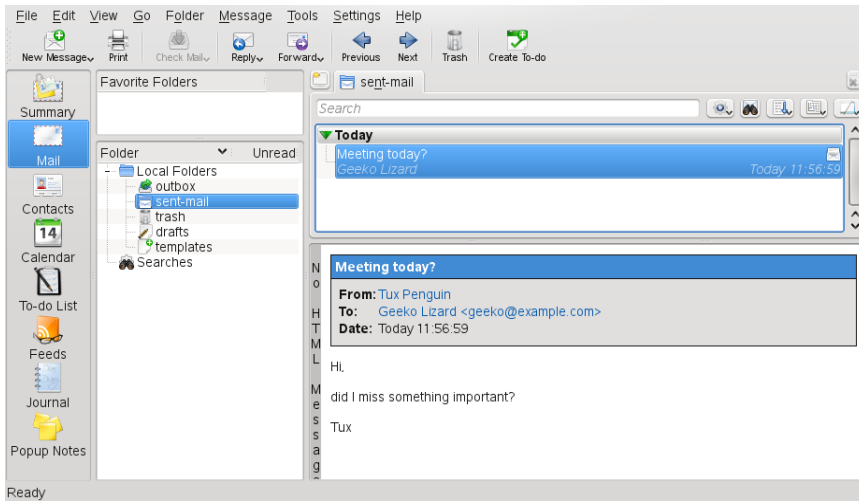 File Edit View Go Folder Message Tools Settings Help
New Message Print Check Mail Reply Forward Previous Next Trash Create To-do
Summary
Mail
Contacts
14
Calendar
To-do List
Feeds
Journal
Popup Notes
Favorite Folders
Folder Unread
Local Folders
outbox
sent-mail
trash
drafts
templates
Searches
sent-mail
Search
Today
Meeting today?
Geeko Lizard Today 11:56:59
No HTML Messag
Meeting today?
From: Tux Penguin
To: Geeko Lizard <geeko@example.com>
Date: Today 11:56:59
Hi,
did I miss something important?
Tux
Ready